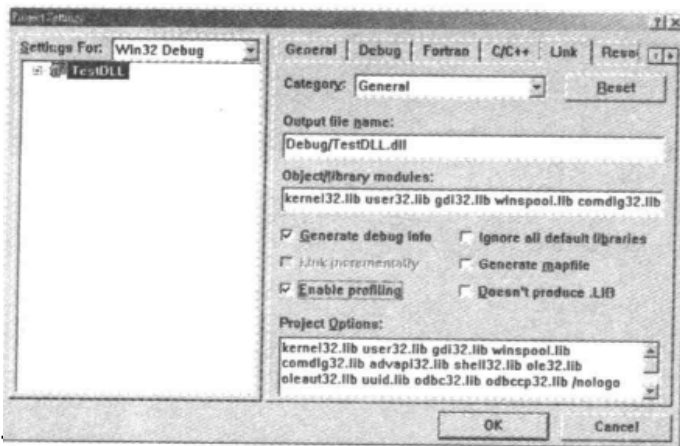 Project Settings
Settings For: Win32 Debug
TestDLL
General Debug Fortran C/C++ Link Resou
Category: General
Reset
Output file name:
Debug/TestDLL.dll
Object/library modules:
kernel32.lib user32.lib gdi32.lib winspool.lib comdlg32.lib
Generate debug info
Ignore all default libraries
Link incrementally
Generate mapfile
Enable profiling
Doesn't produce .LIB
Project Options:
kernel32.lib user32.lib gdi32.lib winspool.lib
comdlg32.lib advapi32.lib shell32.lib ole32.lib
oleaut32.lib uuid.lib odbc32.lib odbccp32.lib /nologo
OK Cancel